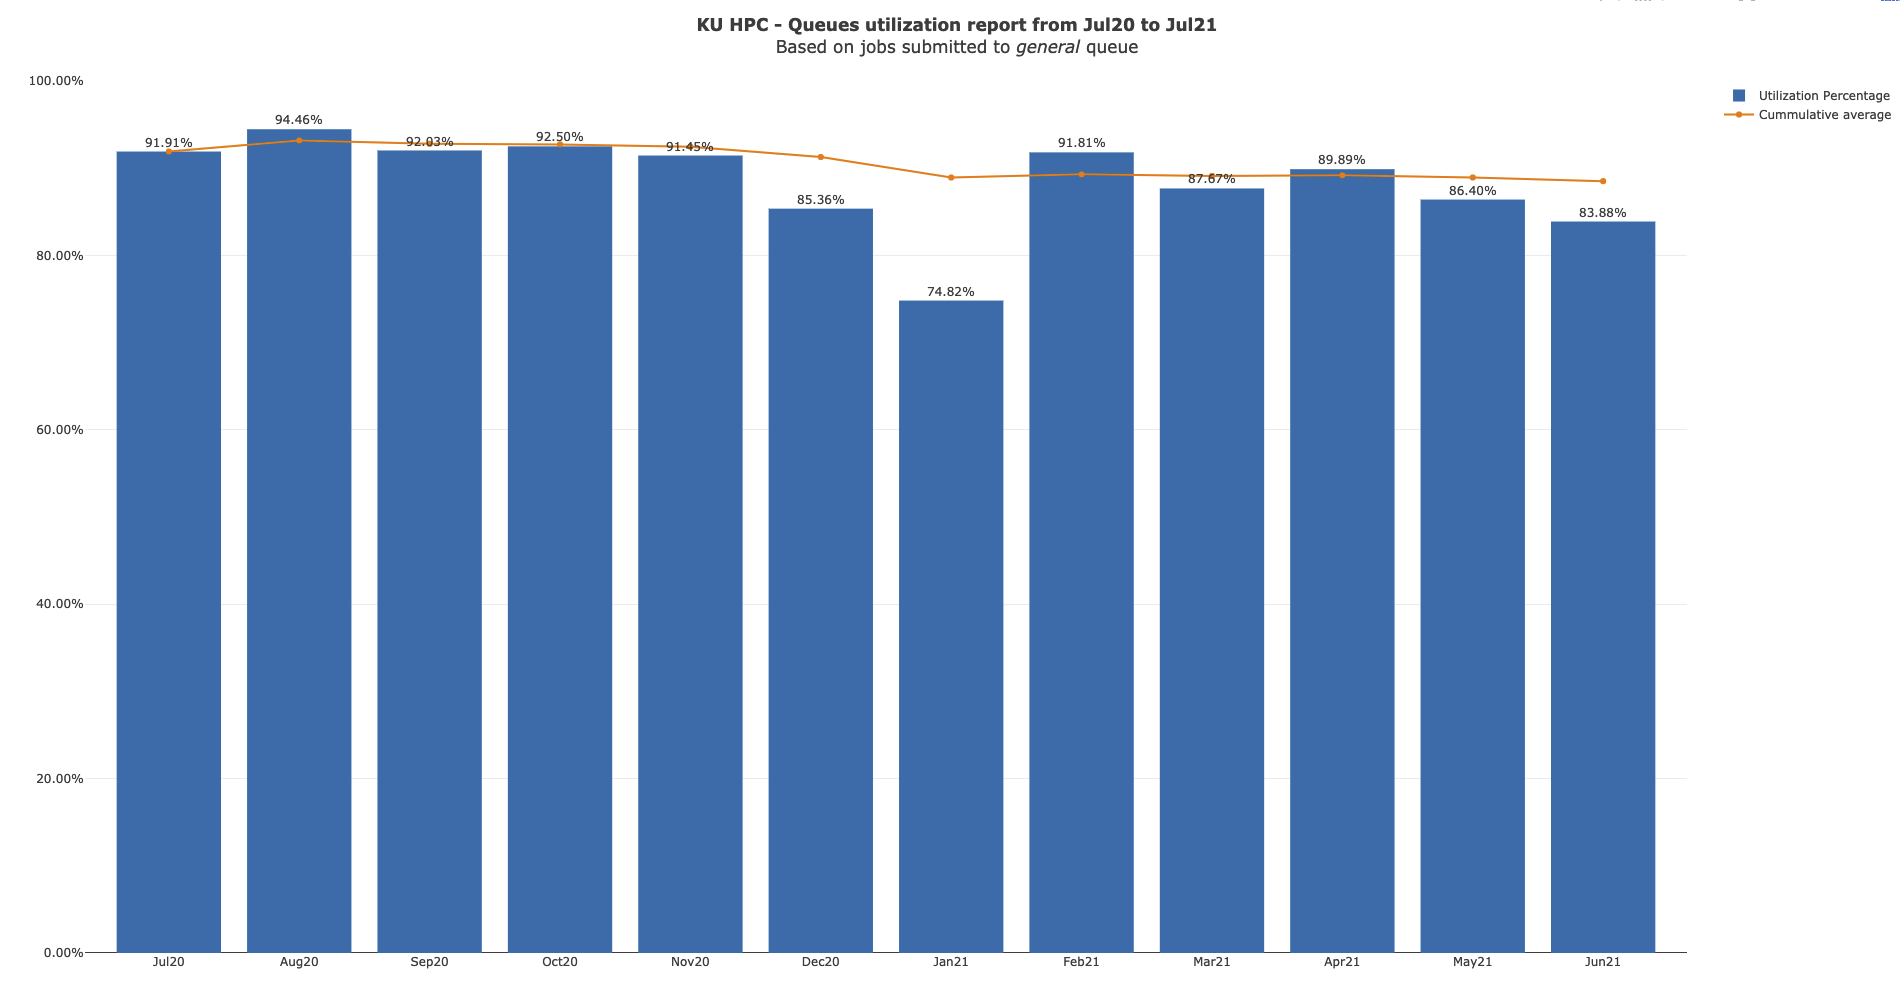 KU HPC - Queues utilization report from Jul20 to Jul21
Based on jobs submitted to general queue
Utilization Percentage
Cummulative average
100.00%
80.00%
60.00%
40.00%
20.00%
0.00%
91.91%
94.46%
92.03%
92.50%
91.45%
85.36%
74.82%
91.81%
87.67%
89.89%
86.40%
83.88%
Jul20
Aug20
Sep20
Oct20
Nov20
Dec20
Jan21
Feb21
Mar21
Apr21
May21
Jun21